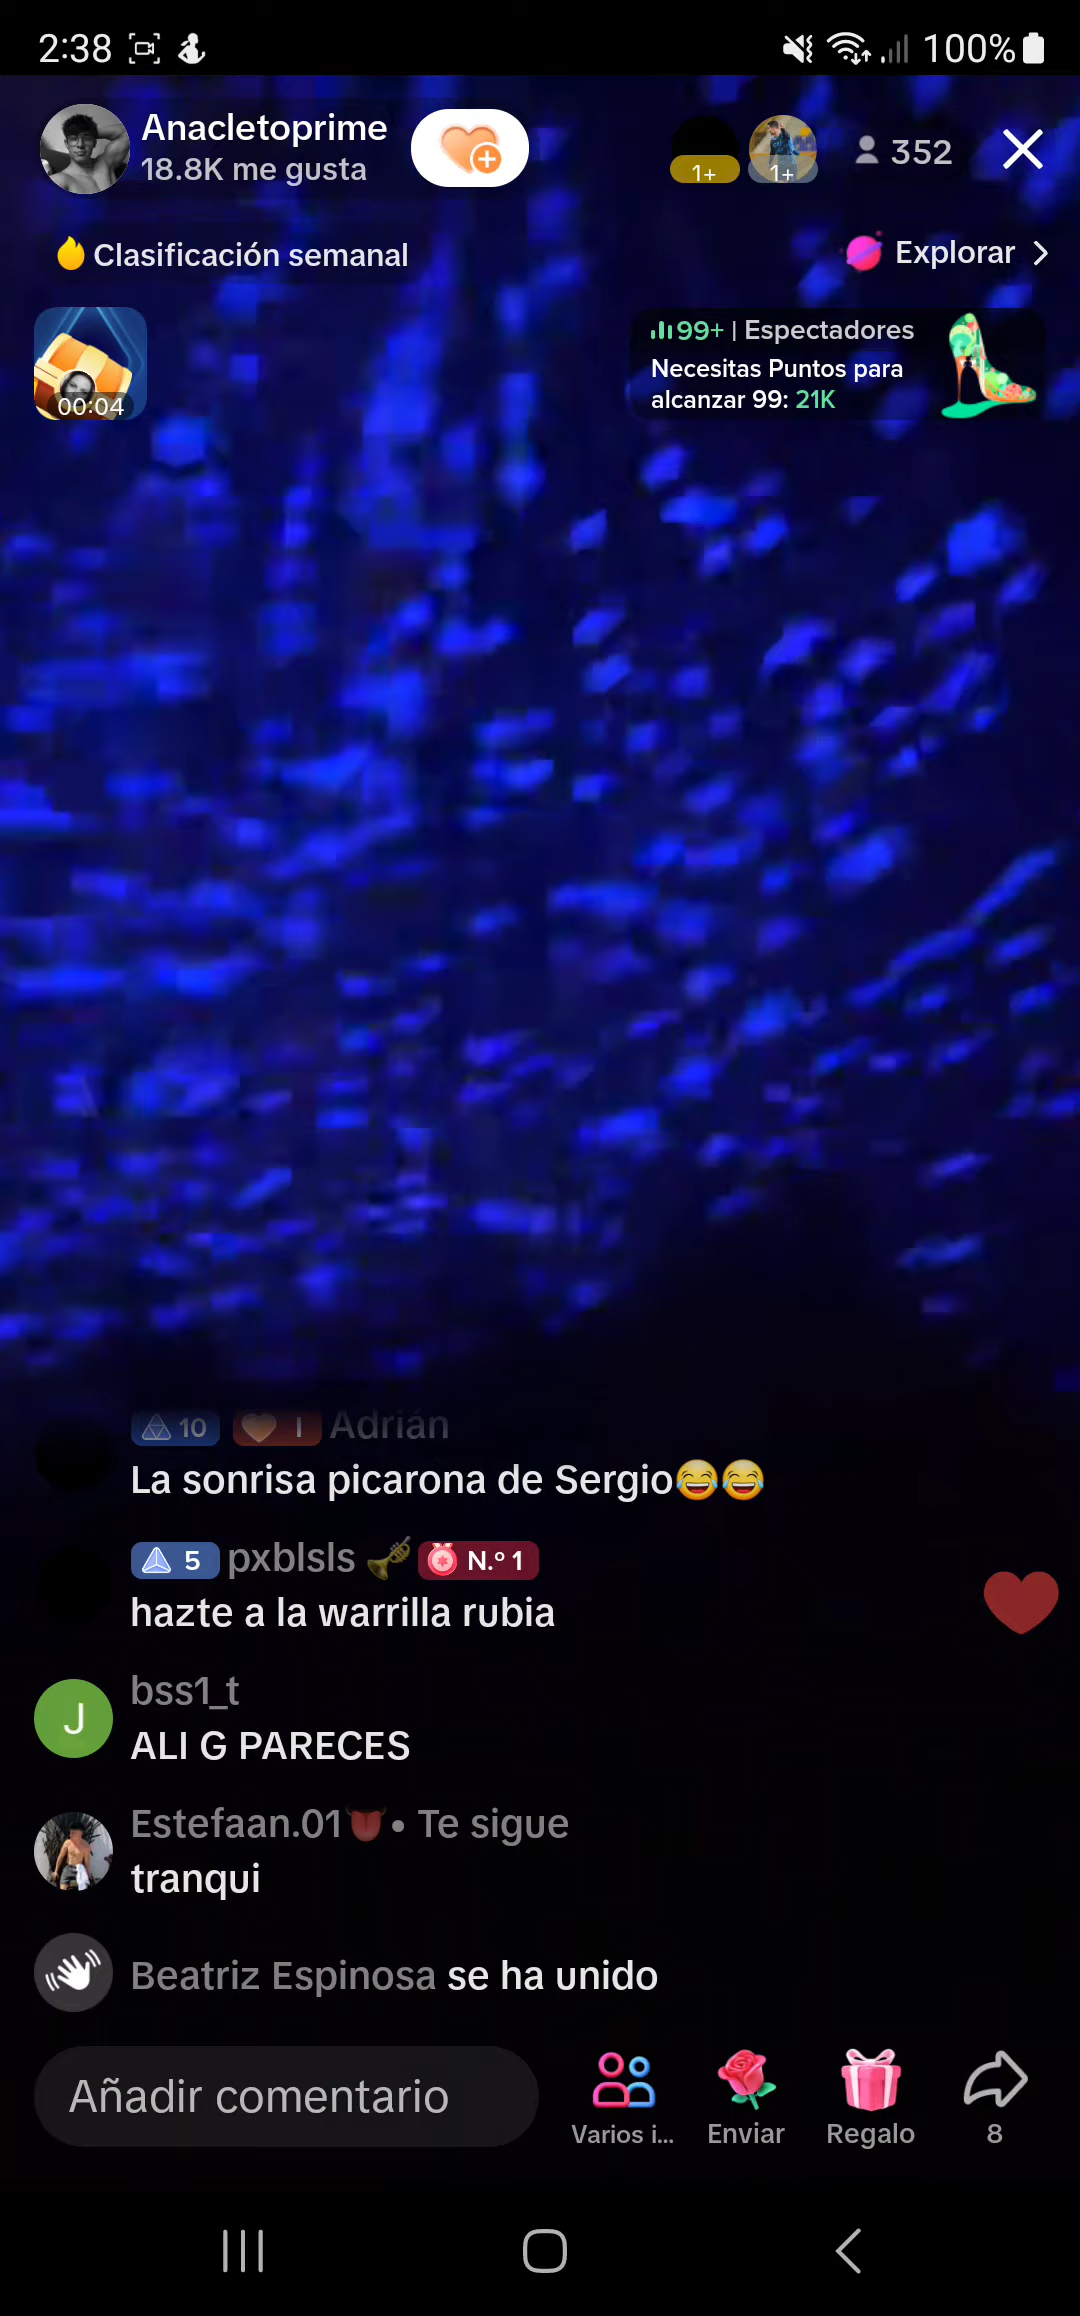 2:38 100%
Anacletoprime
18.8K me gusta
1+ 1+ 352
Clasificación semanal
Explorar
99+ | Espectadores
Necesitas Puntos para
alcanzar 99: 21K
00:04
10 I Adrián
La sonrisa picarona de Sergio😂😂
5 pxblsls 🎺 N.º 1
hazte a la warrilla rubia
J
bss1_t
ALI G PARECES
Estefaan.01👅• Te sigue
tranqui
Beatriz Espinosa se ha unido
Añadir comentario
Varios i... Enviar Regalo 8